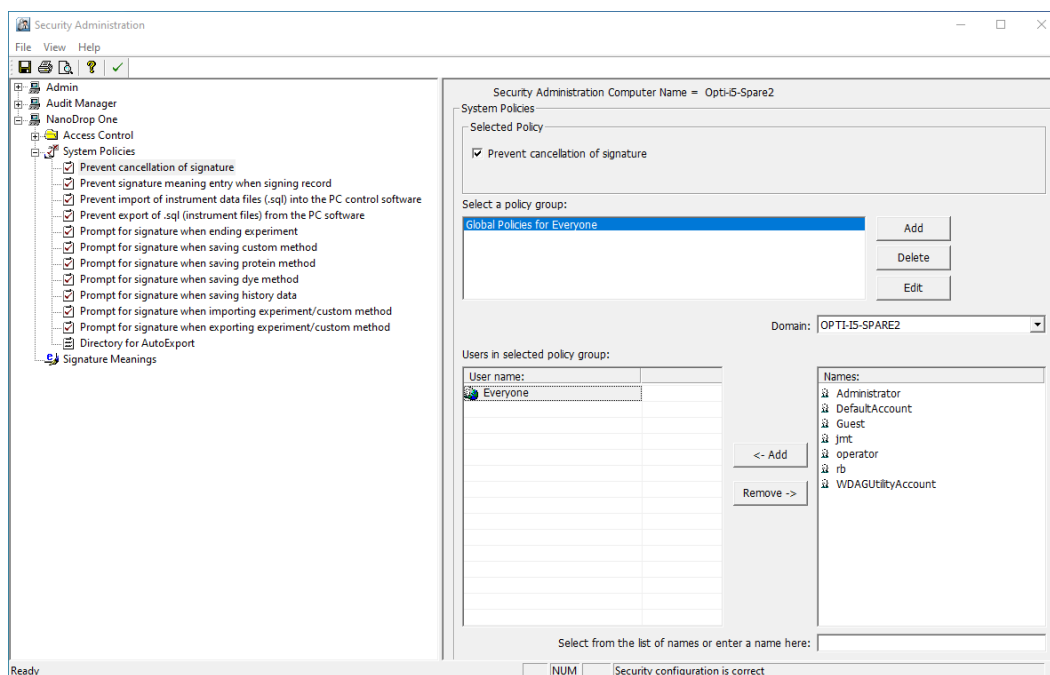 Security Administration
File View Help
Admin
Audit Manager
NanoDrop One
Access Control
System Policies
Prevent cancellation of signature
Prevent signature meaning entry when signing record
Prevent import of instrument data files (.sql) into the PC control software
Prevent export of .sql (instrument files) from the PC software
Prompt for signature when ending experiment
Prompt for signature when saving custom method
Prompt for signature when saving protein method
Prompt for signature when saving dye method
Prompt for signature when saving history data
Prompt for signature when importing experiment/custom method
Prompt for signature when exporting experiment/custom method
Directory for AutoExport
Signature Meanings
Security Administration Computer Name = Opti-i5-Spare2
System Policies
Selected Policy
Prevent cancellation of signature
Select a policy group:
Global Policies for Everyone
Add
Delete
Edit
Domain: OPTI-I5-SPARE2
Users in selected policy group:
User name:
Everyone
<- Add
Remove ->
Names:
Administrator
DefaultAccount
Guest
jmt
operator
rb
WDAGUtilityAccount
Select from the list of names or enter a name here:
Ready NUM Security configuration is correct